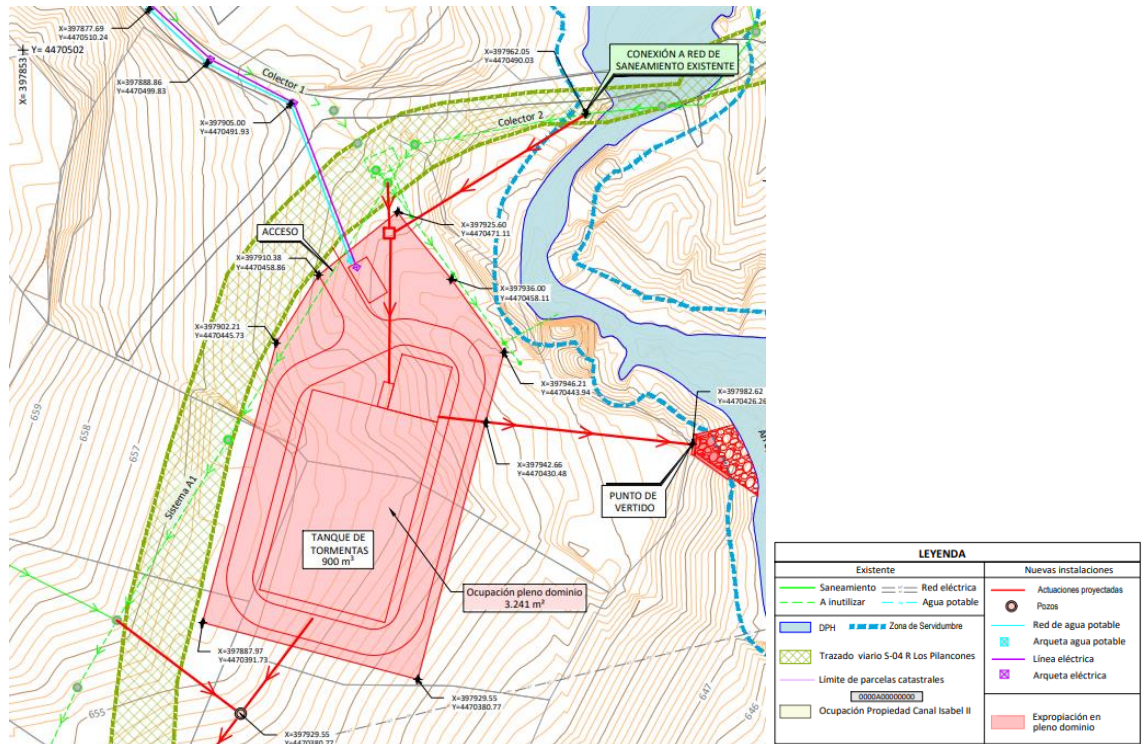 X=397877.69
Y=4470510.24
X= 397853
Y= 4470502
X=397888.86
Y=4470499.83
Colector 1
X=397905.00
Y=4470491.93
X=397962.05
Y=4470490.03
CONEXIÓN A RED DE
SANEAMIENTO EXISTENTE
Colector 2
ACCESO
X=397925.60
Y=4470471.11
X=397910.38
Y=4470458.86
X=397936.00
Y=4470458.11
X=397902.21
Y=4470445.73
X=397946.21
Y=4470443.94
X=397982.62
Y=4470426.26
659
658
657
X=397942.66
Y=4470430.48
PUNTO DE
VERTIDO
Sistema A1
TANQUE DE
TORMENTAS
900 m³
Ocupación pleno dominio
3.241 m²
X=397887.97
Y=4470391.73
X=397929.55
Y=4470380.77
655
647
646
X=397929.55
Y=4470380.77
LEYENDA
Existente
Nuevas instalaciones
Saneamiento
Red eléctrica
A inutilizar
Agua potable
DPH
Zona de Servidumbre
Trazado viario S-04 R Los Pilancones
Límite de parcelas catastrales
0000A00000000
Ocupación Propiedad Canal Isabel II
Actuaciones proyectadas
Pozos
Red de agua potable
Arqueta agua potable
Línea eléctrica
Arqueta eléctrica
Expropiación en
pleno dominio